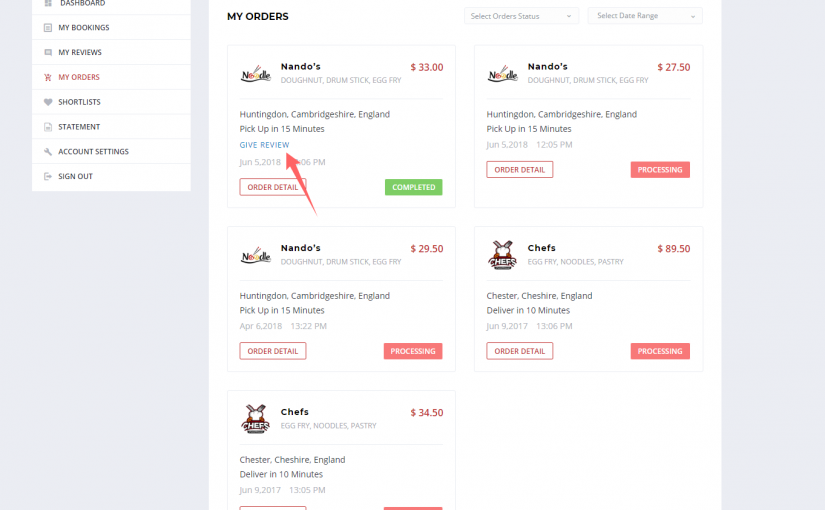 DASHBOARD
MY BOOKINGS
MY REVIEWS
MY ORDERS
SHORTLISTS
STATEMENT
ACCOUNT SETTINGS
SIGN OUT
MY ORDERS
Select Orders Status
Select Date Range
Noodle
Nando's
$ 33.00
DOUGHNUT, DRUM STICK, EGG FRY
Huntingdon, Cambridgeshire, England
Pick Up in 15 Minutes
GIVE REVIEW
Jun 5,2018 :06 PM
ORDER DETAIL
COMPLETED
Noodle
Nando's
$ 27.50
DOUGHNUT, DRUM STICK, EGG FRY
Huntingdon, Cambridgeshire, England
Pick Up in 15 Minutes
Jun 5,2018 12:05 PM
ORDER DETAIL
PROCESSING
Noodle
Nando's
$ 29.50
DOUGHNUT, DRUM STICK, EGG FRY
Huntingdon, Cambridgeshire, England
Pick Up in 15 Minutes
Apr 6,2018 13:22 PM
ORDER DETAIL
PROCESSING
CHEFS
Chefs
$ 89.50
EGG FRY, NOODLES, PASTRY
Chester, Cheshire, England
Deliver in 10 Minutes
Jun 9,2017 13:06 PM
ORDER DETAIL
PROCESSING
CHEFS
Chefs
$ 34.50
EGG FRY, NOODLES, PASTRY
Chester, Cheshire, England
Deliver in 10 Minutes
Jun 9,2017 13:05 PM